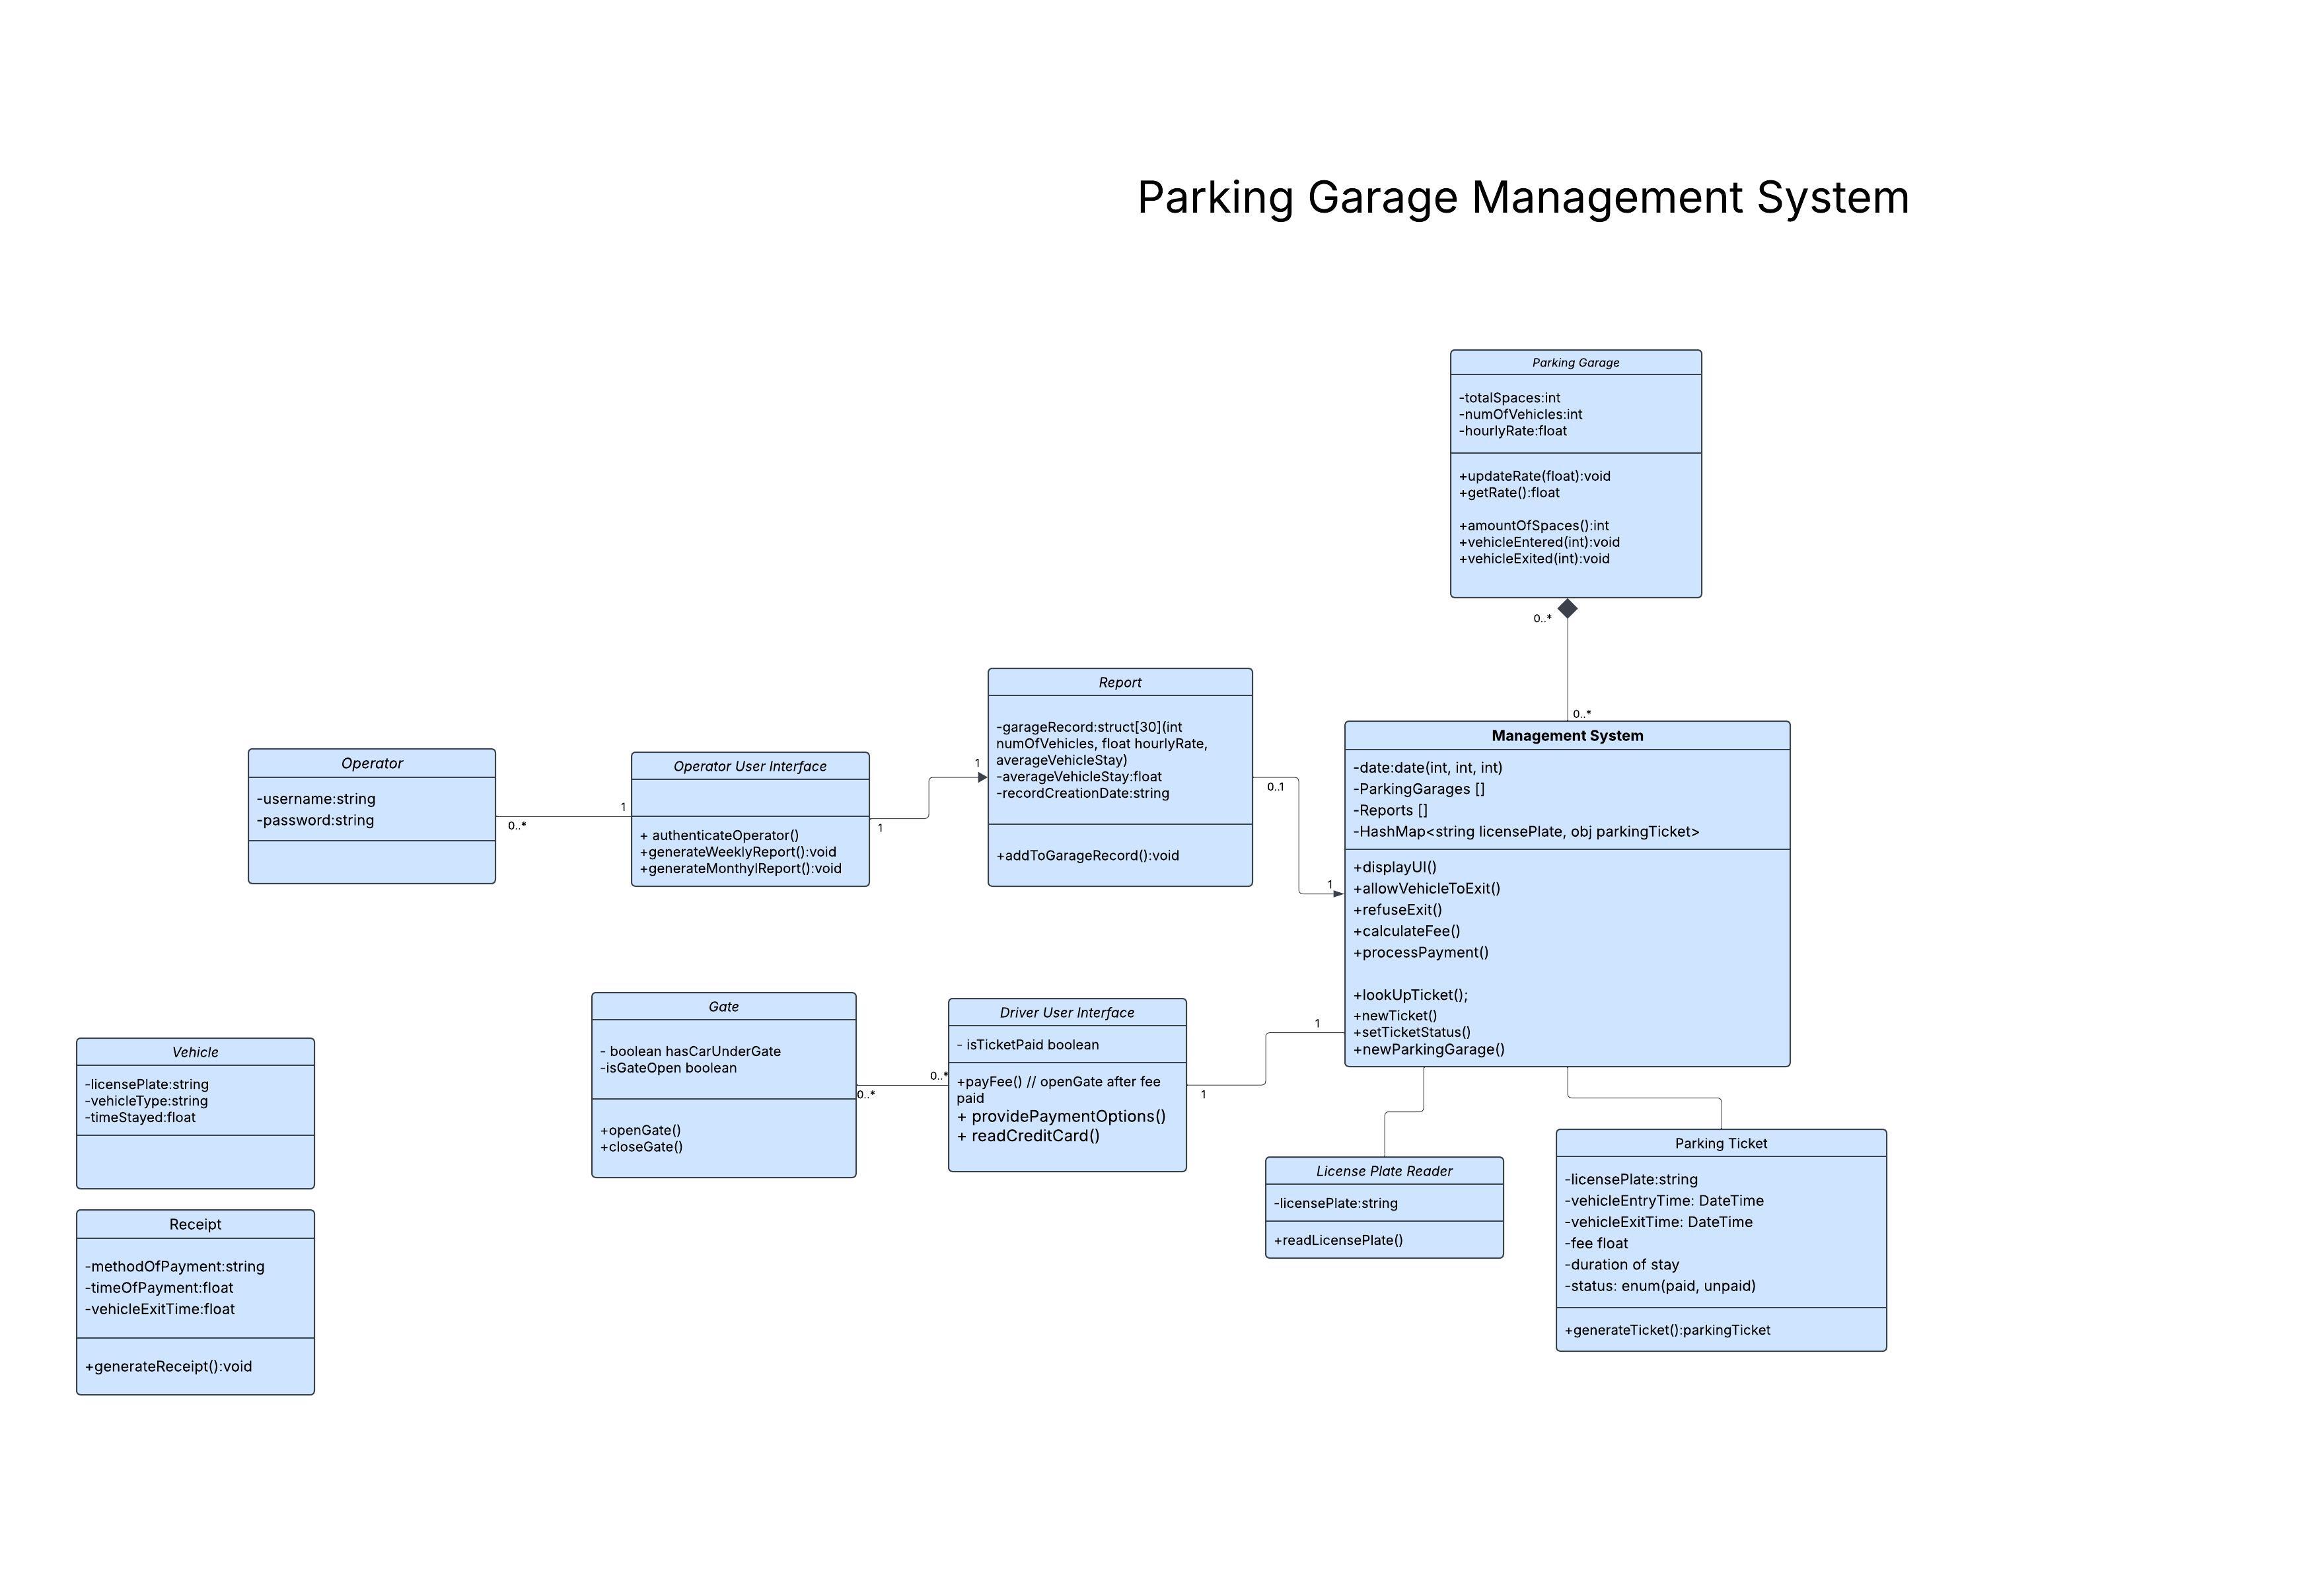 Parking Garage Management System
Parking Garage
-totalSpaces:int
-numOfVehicles:int
-hourlyRate:float
+updateRate(float):void
+getRate():float
+amountOfSpaces():int
+vehicleEntered(int):void
+vehicleExited(int):void
0..*
0..*
Report
-garageRecord:struct[30](int
numOfVehicles, float hourlyRate,
averageVehicleStay)
-averageVehicleStay:float
-recordCreationDate:string
+addToGarageRecord():void
0..1
1
Management System
-date:date(int, int, int)
-ParkingGarages []
-Reports []
-HashMap<string licensePlate, obj parkingTicket>
+displayUI()
+allowVehicleToExit()
+refuseExit()
+calculateFee()
+processPayment()
+lookUpTicket();
+newTicket()
+setTicketStatus()
+newParkingGarage()
Operator
-username:string
-password:string
0..*
1
Operator User Interface
+ authenticateOperator()
+generateWeeklyReport():void
+generateMonthylReport():void
1
1
Gate
- boolean hasCarUnderGate
-isGateOpen boolean
+openGate()
+closeGate()
0..*
0..*
Driver User Interface
- isTicketPaid boolean
+payFee() // openGate after fee
paid
+ providePaymentOptions()
+ readCreditCard()
1
1
Vehicle
-licensePlate:string
-vehicleType:string
-timeStayed:float
Receipt
-methodOfPayment:string
-timeOfPayment:float
-vehicleExitTime:float
+generateReceipt():void
License Plate Reader
-licensePlate:string
+readLicensePlate()
Parking Ticket
-licensePlate:string
-vehicleEntryTime: DateTime
-vehicleExitTime: DateTime
-fee float
-duration of stay
-status: enum(paid, unpaid)
+generateTicket():parkingTicket